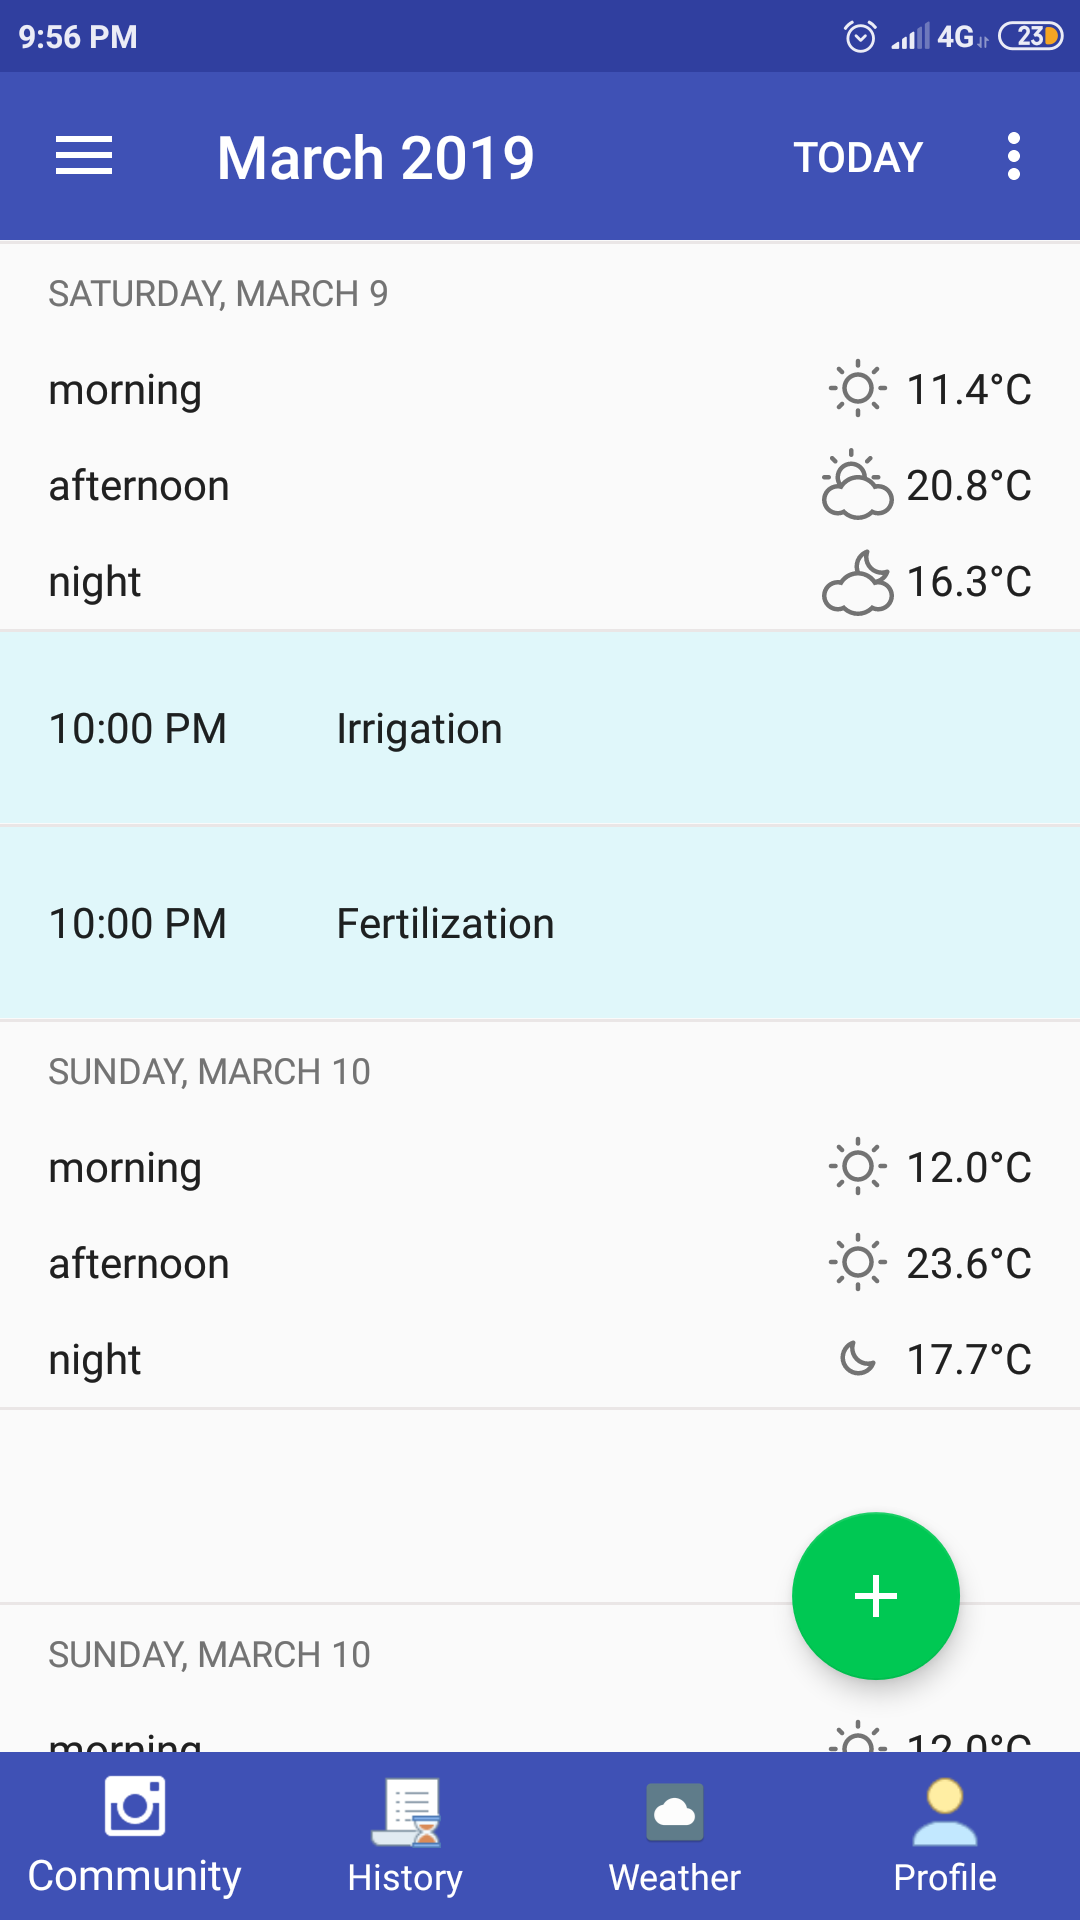 9:56 PM 4G 23
March 2019 TODAY
SATURDAY, MARCH 9
morning 11.4°C
afternoon 20.8°C
night 16.3°C
10:00 PM Irrigation
10:00 PM Fertilization
SUNDAY, MARCH 10
morning 12.0°C
afternoon 23.6°C
night 17.7°C
SUNDAY, MARCH 10
morning 12.0°C
Community History Weather Profile